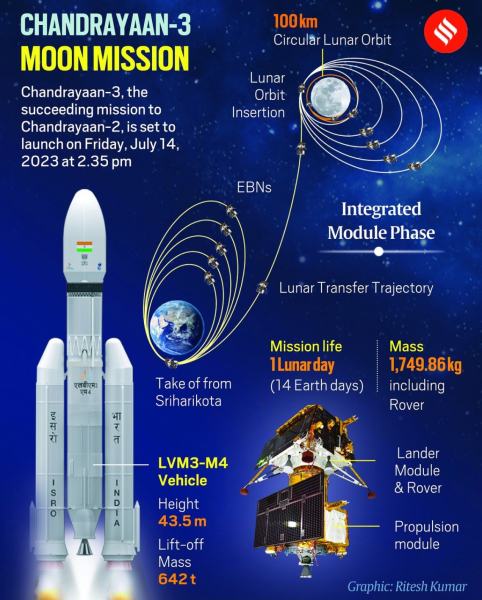 CHANDRAYAAN-3
MOON MISSION
Chandrayaan-3, the
succeeding mission to
Chandrayaan-2, is set to
launch on Friday, July 14,
2023 at 2.35 pm
100 km
Circular Lunar Orbit
Lunar
Orbit
Insertion
EBNs
Integrated
Module Phase
Lunar Transfer Trajectory
Take of from
Sriharikota
Mission life
1 Lunar day
(14 Earth days)
Mass
1,749.86 kg
including
Rover
एलवीएम3
एम4
इसरो
भारत
ISRO
INDIA
LVM3-M4
Vehicle
Height
43.5 m
Lift-off
Mass
642 t
Lander
Module
& Rover
Propulsion
module
Graphic: Ritesh Kumar